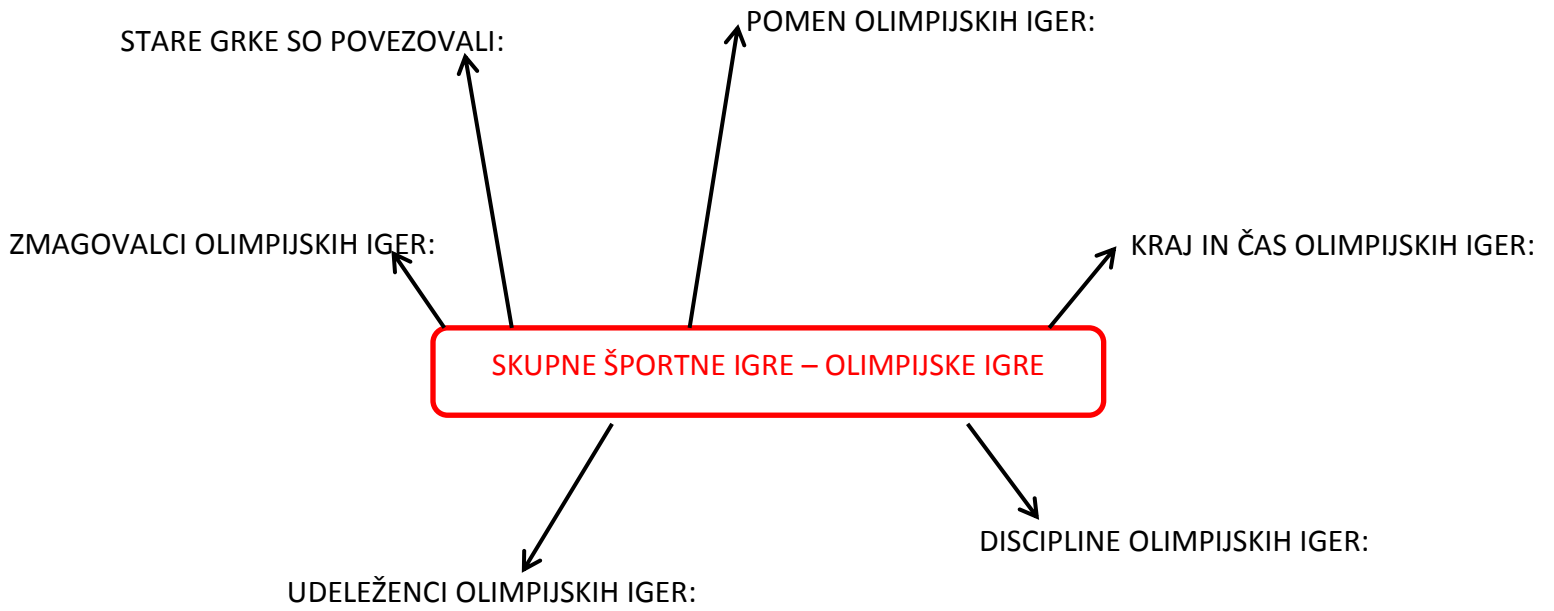 POMEN OLIMPIJSKIH IGER:
STARE GRKE SO POVEZOVALI:
ZMAGOVALCI OLIMPIJSKIH IGER:
KRAJ IN ČAS OLIMPIJSKIH IGER:
SKUPNE ŠPORTNE IGRE – OLIMPIJSKE IGRE
DISCIPLINE OLIMPIJSKIH IGER:
UDELEŽENCI OLIMPIJSKIH IGER: